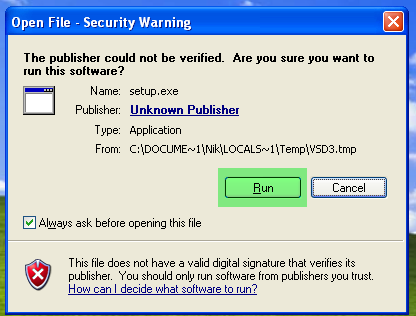 Open File - Security Warning
The publisher could not be verified.  Are you sure you want to
run this software?
Name: setup.exe
Publisher: Unknown Publisher
Type: Application
From: C:\DOCUME~1\Nik\LOCALS~1\Temp\VSD3.tmp
Run Cancel
Always ask before opening this file
This file does not have a valid digital signature that verifies its
publisher.  You should only run software from publishers you trust.
How can I decide what software to run?